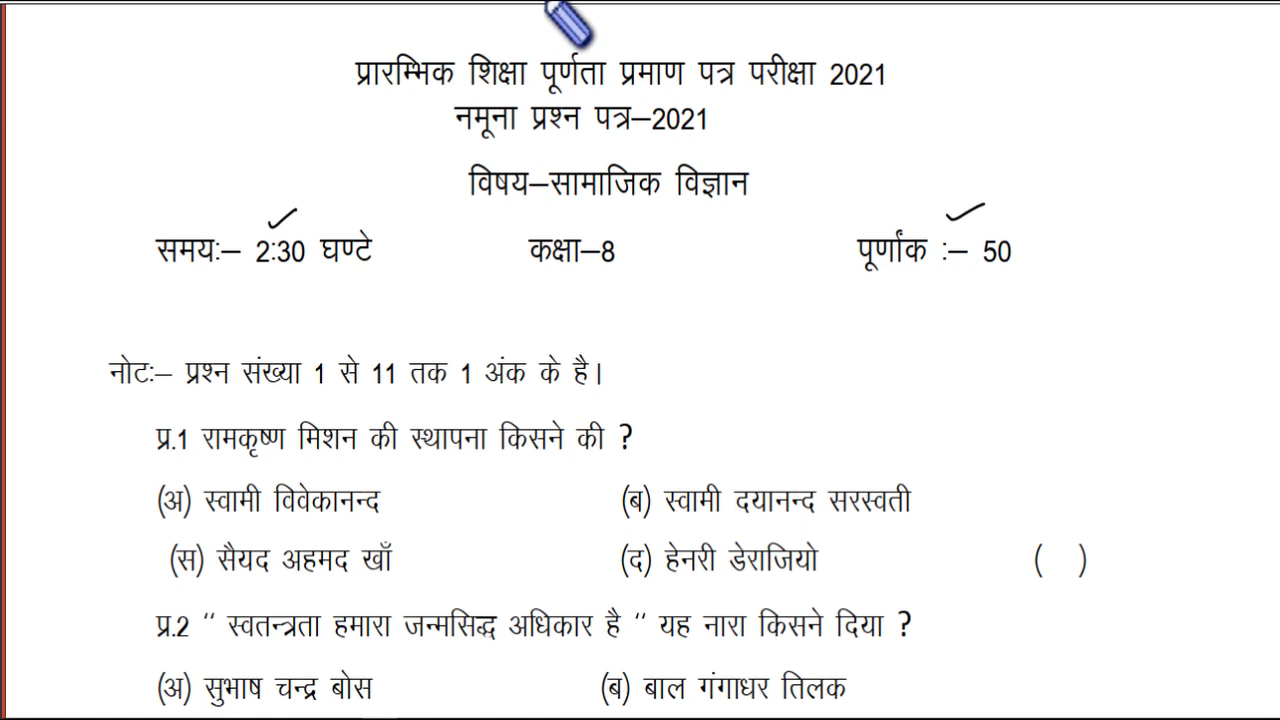 प्रारम्भिक शिक्षा पूर्णता प्रमाण पत्र परीक्षा 2021
नमूना प्रश्न पत्र–2021
विषय–सामाजिक विज्ञान
समयः– 2:30 घण्टे कक्षा–8 पूर्णांक :– 50
नोटः– प्रश्न संख्या 1 से 11 तक 1 अंक के है।
प्र.1 रामकृष्ण मिशन की स्थापना किसने की ?
(अ) स्वामी विवेकानन्द (ब) स्वामी दयानन्द सरस्वती
(स) सैयद अहमद खाँ (द) हेनरी डेराजियो ( )
प्र.2 “ स्वतन्त्रता हमारा जन्मसिद्ध अधिकार है “ यह नारा किसने दिया ?
(अ) सुभाष चन्द्र बोस (ब) बाल गंगाधर तिलक